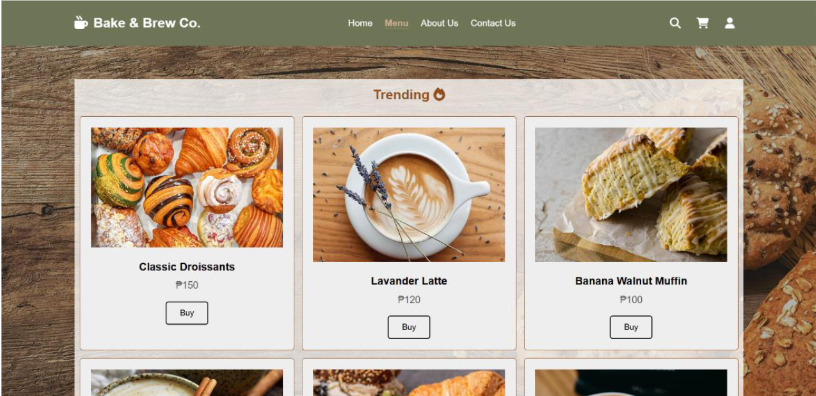 Bake & Brew Co.
Home Menu About Us Contact Us
Trending
Classic Droissants
₱150
Buy
Lavander Latte
₱120
Buy
Banana Walnut Muffin
₱100
Buy